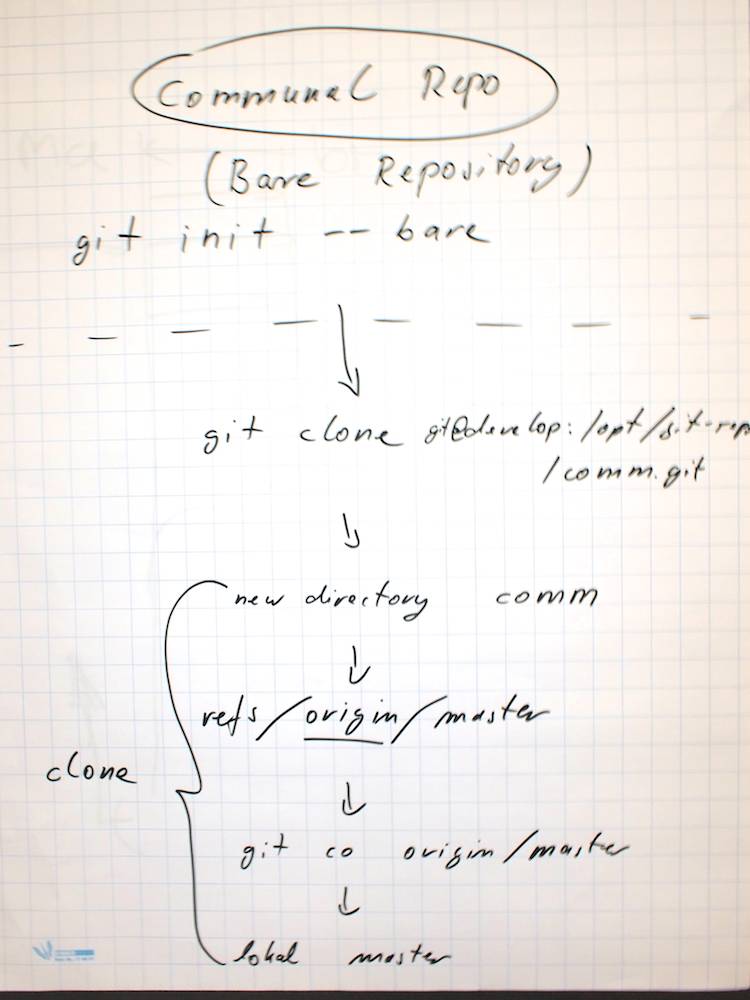 Communal Repo
(Bare Repository)
git init -- bare
git clone git@develop:/opt/git-rep
/comm.git
new directory comm
refs/origin/master
clone
git co origin/master
lokal master